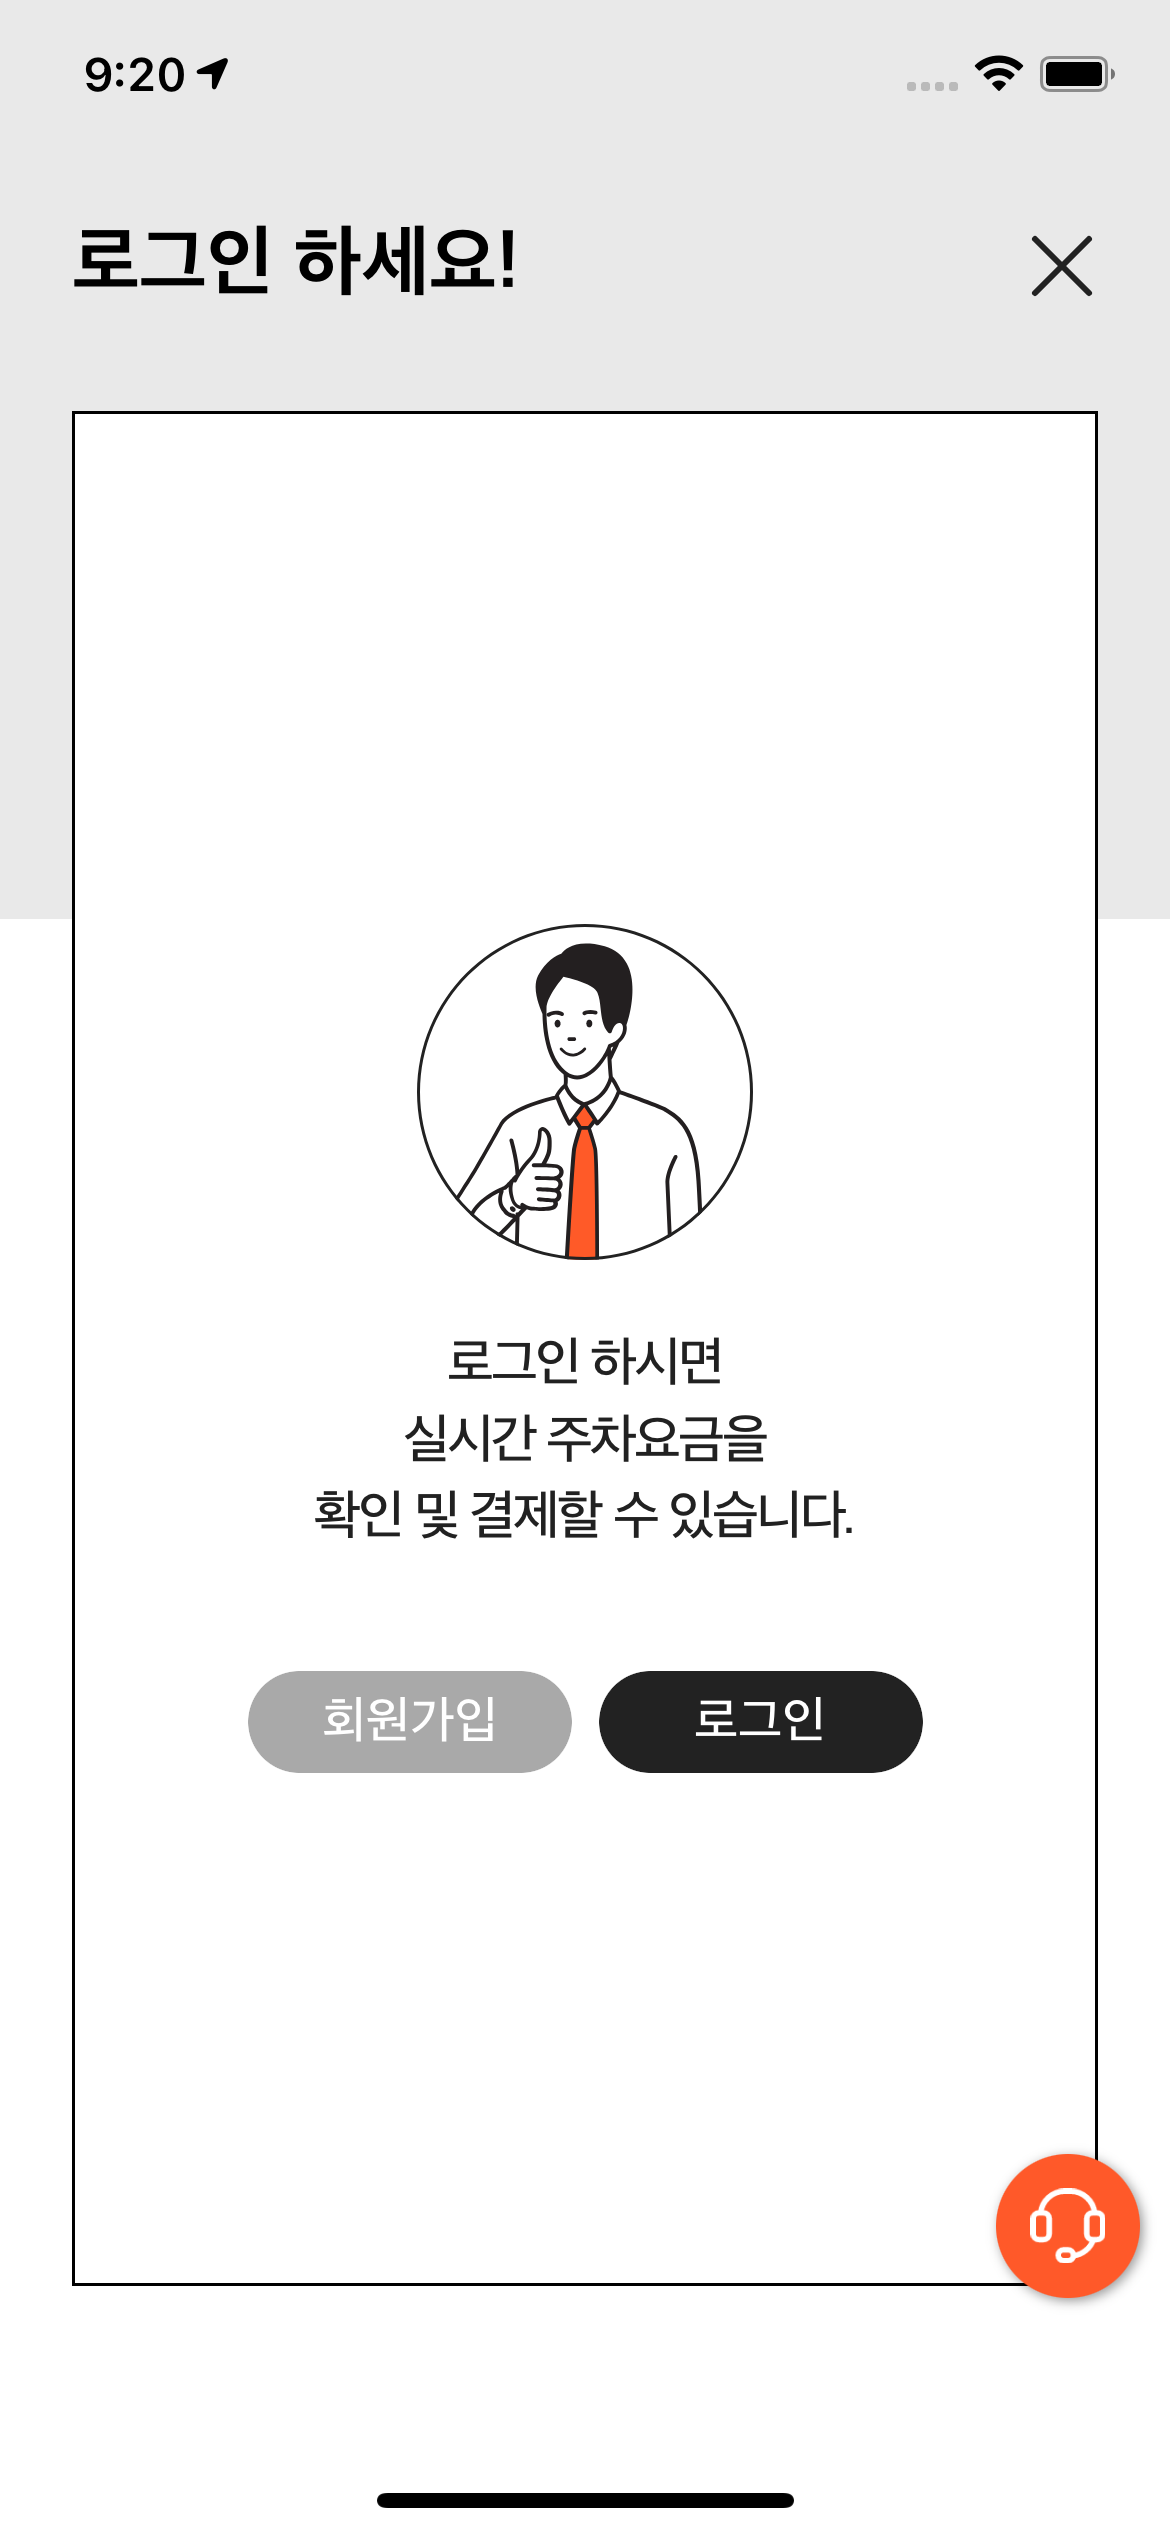 9:20
로그인 하세요!
로그인 하시면
실시간 주차요금을
확인 및 결제할 수 있습니다.
회원가입
로그인